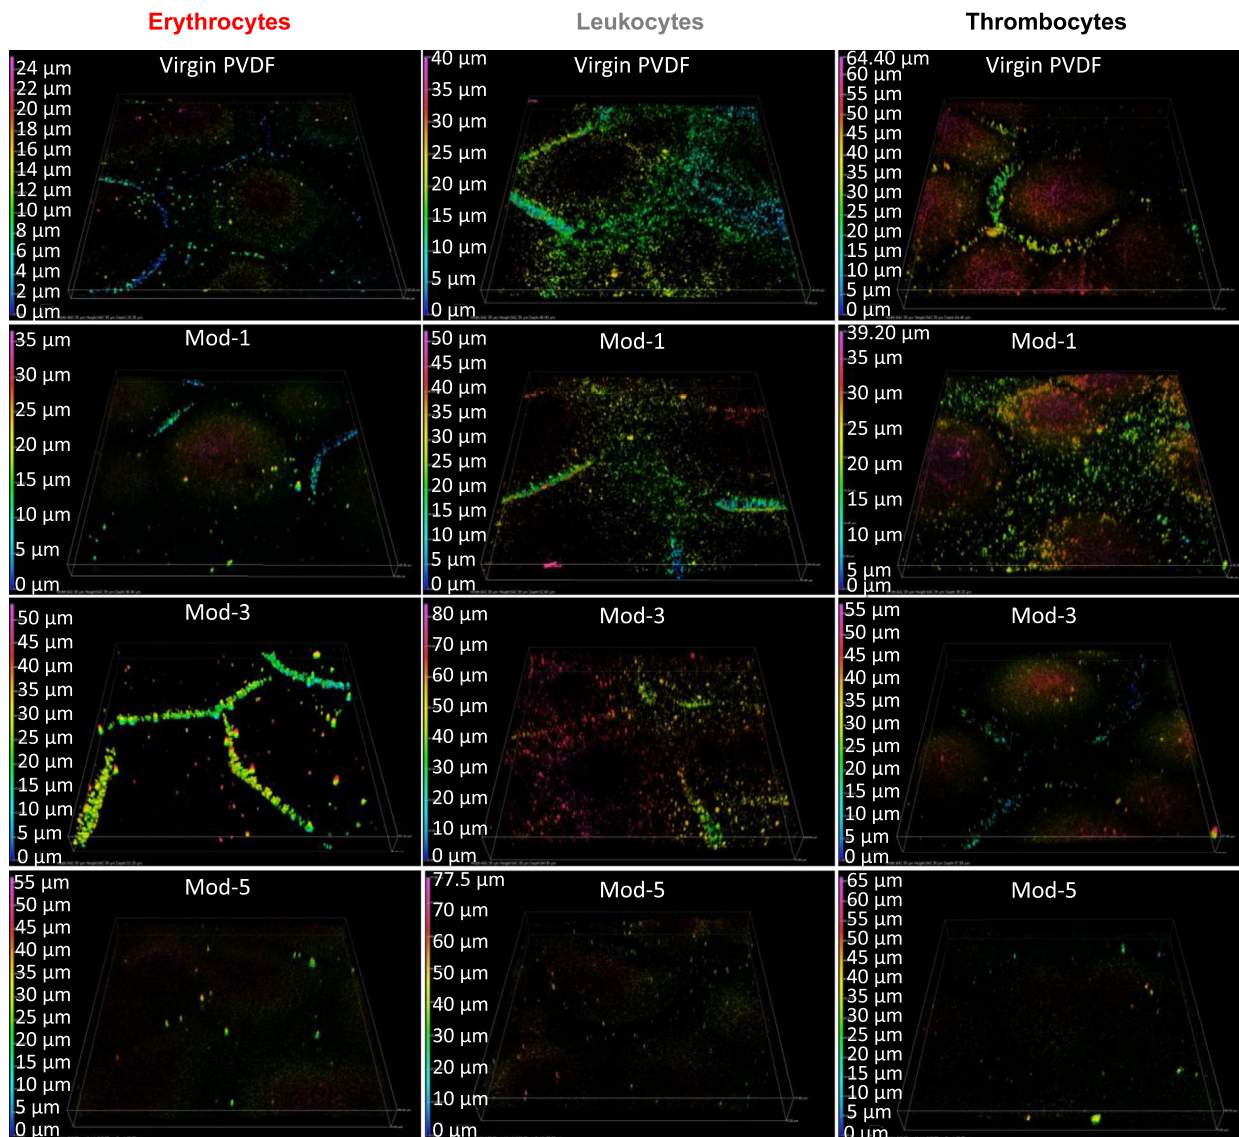 Erythrocytes Leukocytes Thrombocytes
Virgin PVDF
24 µm
22 µm
20 µm
18 µm
16 µm
14 µm
12 µm
10 µm
8 µm
6 µm
4 µm
2 µm
0 µm
Virgin PVDF
40 µm
35 µm
30 µm
25 µm
20 µm
15 µm
10 µm
5 µm
0 µm
Virgin PVDF
64.40 µm
60 µm
55 µm
50 µm
45 µm
40 µm
35 µm
30 µm
25 µm
20 µm
15 µm
10 µm
5 µm
0 µm
Mod-1
35 µm
30 µm
25 µm
20 µm
15 µm
10 µm
5 µm
0 µm
Mod-1
50 µm
45 µm
40 µm
35 µm
30 µm
25 µm
20 µm
15 µm
10 µm
5 µm
0 µm
Mod-1
39.20 µm
35 µm
30 µm
25 µm
20 µm
15 µm
10 µm
5 µm
0 µm
Mod-3
50 µm
45 µm
40 µm
35 µm
30 µm
25 µm
20 µm
15 µm
10 µm
5 µm
0 µm
Mod-3
80 µm
70 µm
60 µm
50 µm
40 µm
30 µm
20 µm
10 µm
0 µm
Mod-3
55 µm
50 µm
45 µm
40 µm
35 µm
30 µm
25 µm
20 µm
15 µm
10 µm
5 µm
0 µm
Mod-5
55 µm
50 µm
45 µm
40 µm
35 µm
30 µm
25 µm
20 µm
15 µm
10 µm
5 µm
0 µm
Mod-5
77.5 µm
70 µm
60 µm
50 µm
40 µm
30 µm
20 µm
10 µm
0 µm
Mod-5
65 µm
60 µm
55 µm
50 µm
45 µm
40 µm
35 µm
30 µm
25 µm
20 µm
15 µm
10 µm
5 µm
0 µm